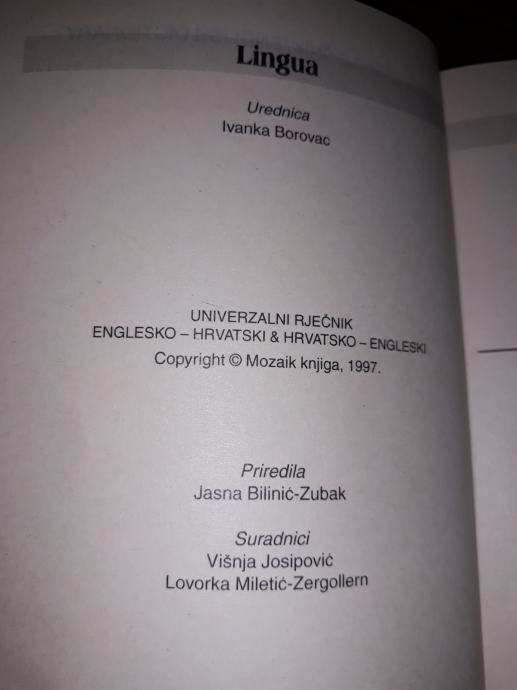 Lingua
Urednica
Ivanka Borovac
UNIVERZALNI RJEČNIK
ENGLESKO – HRVATSKI & HRVATSKO – ENGLESKI
Copyright © Mozaik knjiga, 1997.
Priredila
Jasna Bilinić-Zubak
Suradnici
Višnja Josipović
Lovorka Miletić-Zergollern